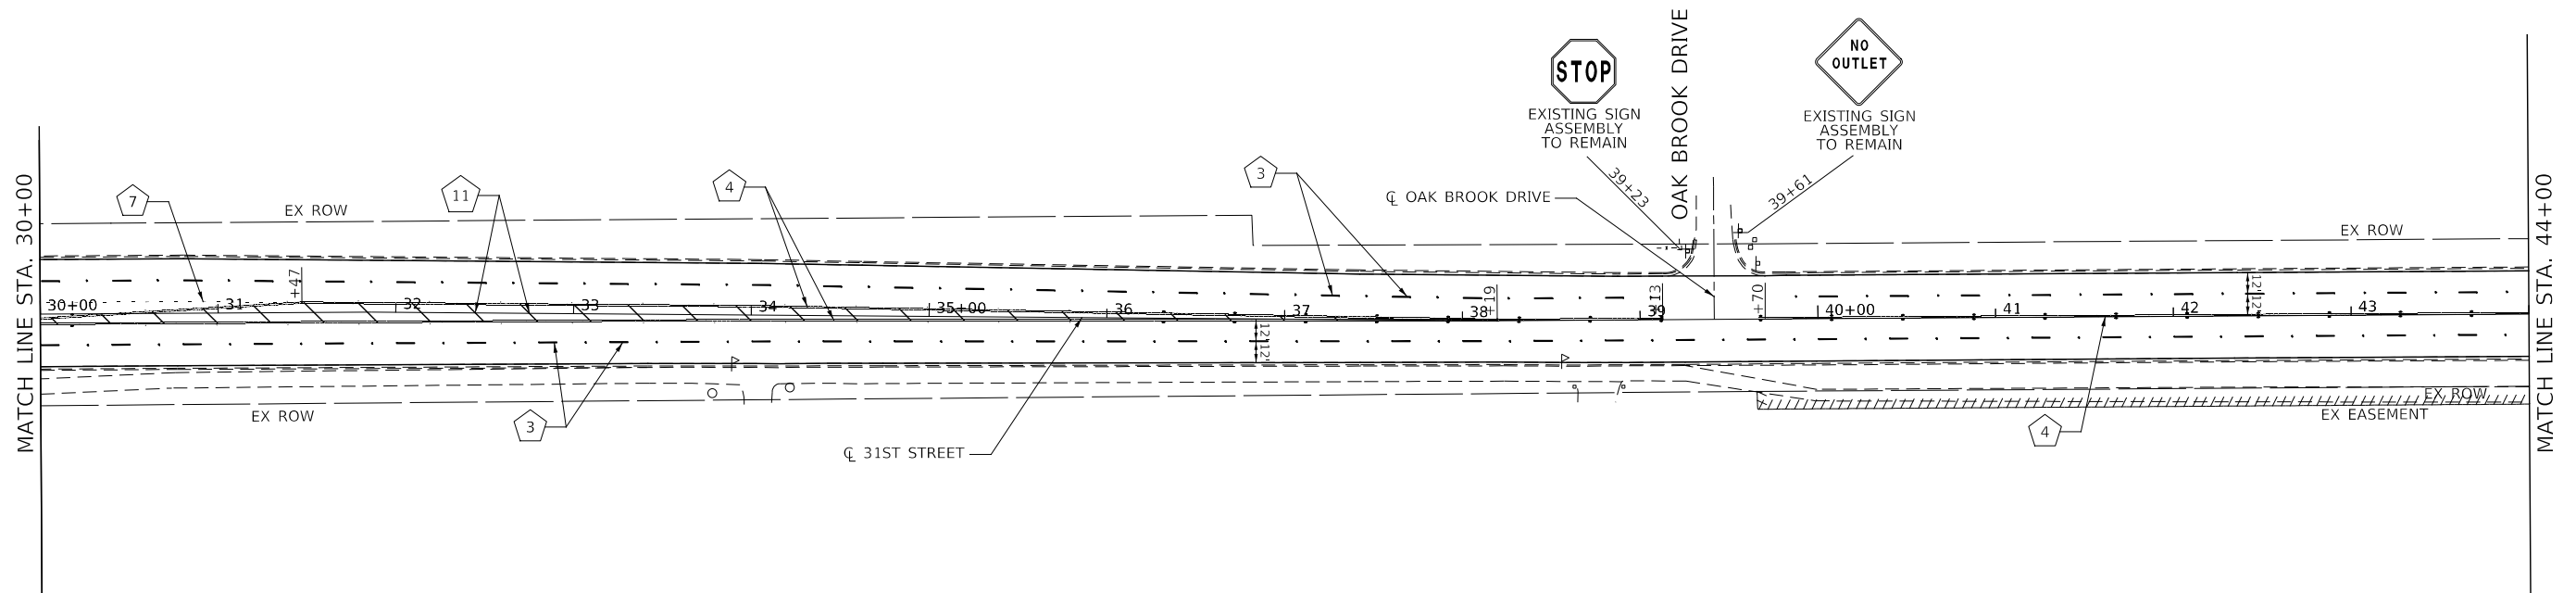 MATCH LINE STA. 30+00
7
EX ROW
11
4
3
STOP
EXISTING SIGN
ASSEMBLY
TO REMAIN
39+23
OAK BROOK DRIVE
NO
OUTLET
EXISTING SIGN
ASSEMBLY
TO REMAIN
39+61
℄ OAK BROOK DRIVE
EX ROW
MATCH LINE STA. 44+00
+47
+19
+13
+70
30+00
31
32
33
34
35+00
36
37
38
39
40+00
41
42
43
12'
12'
12'
12'
EX ROW
3
℄ 31ST STREET
4
EX ROW
EX EASEMENT